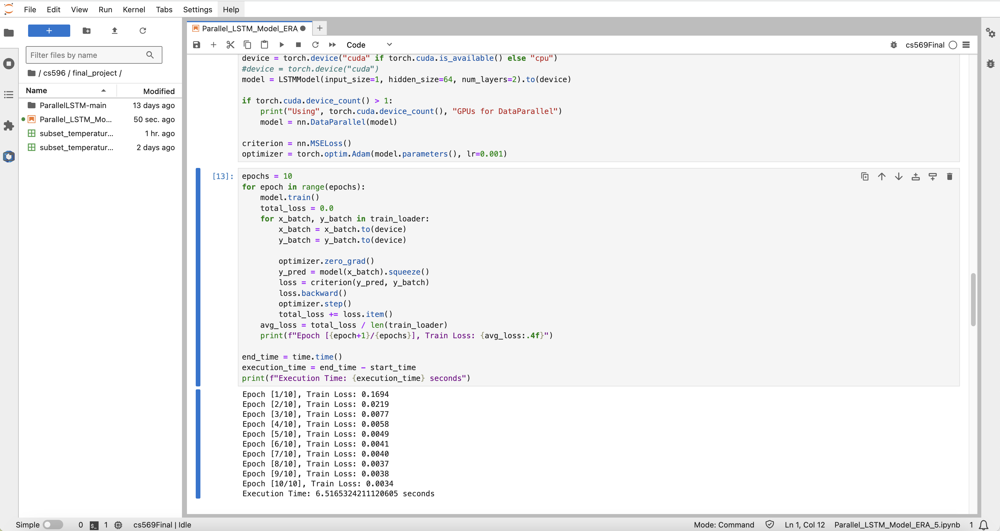 File Edit View Run Kernel Tabs Settings Help
+
Filter files by name
/ cs596 / final_project /
Name Modified
ParallelLSTM-main 13 days ago
Parallel_LSTM_Mo... 50 sec. ago
subset_temperatur... 1 hr. ago
subset_temperatur... 2 days ago
Parallel_LSTM_Model_ERA
Code
cs569Final
device = torch.device("cuda" if torch.cuda.is_available() else "cpu")
#device = torch.device("cuda")
model = LSTMModel(input_size=1, hidden_size=64, num_layers=2).to(device)
if torch.cuda.device_count() > 1:
    print("Using", torch.cuda.device_count(), "GPUs for DataParallel")
    model = nn.DataParallel(model)
criterion = nn.MSELoss()
optimizer = torch.optim.Adam(model.parameters(), lr=0.001)
[13]:
epochs = 10
for epoch in range(epochs):
    model.train()
    total_loss = 0.0
    for x_batch, y_batch in train_loader:
        x_batch = x_batch.to(device)
        y_batch = y_batch.to(device)
        optimizer.zero_grad()
        y_pred = model(x_batch).squeeze()
        loss = criterion(y_pred, y_batch)
        loss.backward()
        optimizer.step()
        total_loss += loss.item()
    avg_loss = total_loss / len(train_loader)
    print(f"Epoch [{epoch+1}/{epochs}], Train Loss: {avg_loss:.4f}")
end_time = time.time()
execution_time = end_time - start_time
print(f"Execution Time: {execution_time} seconds")
Epoch [1/10], Train Loss: 0.1694
Epoch [2/10], Train Loss: 0.0219
Epoch [3/10], Train Loss: 0.0077
Epoch [4/10], Train Loss: 0.0058
Epoch [5/10], Train Loss: 0.0049
Epoch [6/10], Train Loss: 0.0041
Epoch [7/10], Train Loss: 0.0040
Epoch [8/10], Train Loss: 0.0037
Epoch [9/10], Train Loss: 0.0038
Epoch [10/10], Train Loss: 0.0034
Execution Time: 6.5165324211120605 seconds
Simple 0 $_ 1 cs569Final | Idle Mode: Command Ln 1, Col 12 Parallel_LSTM_Model_ERA_5.ipynb 1